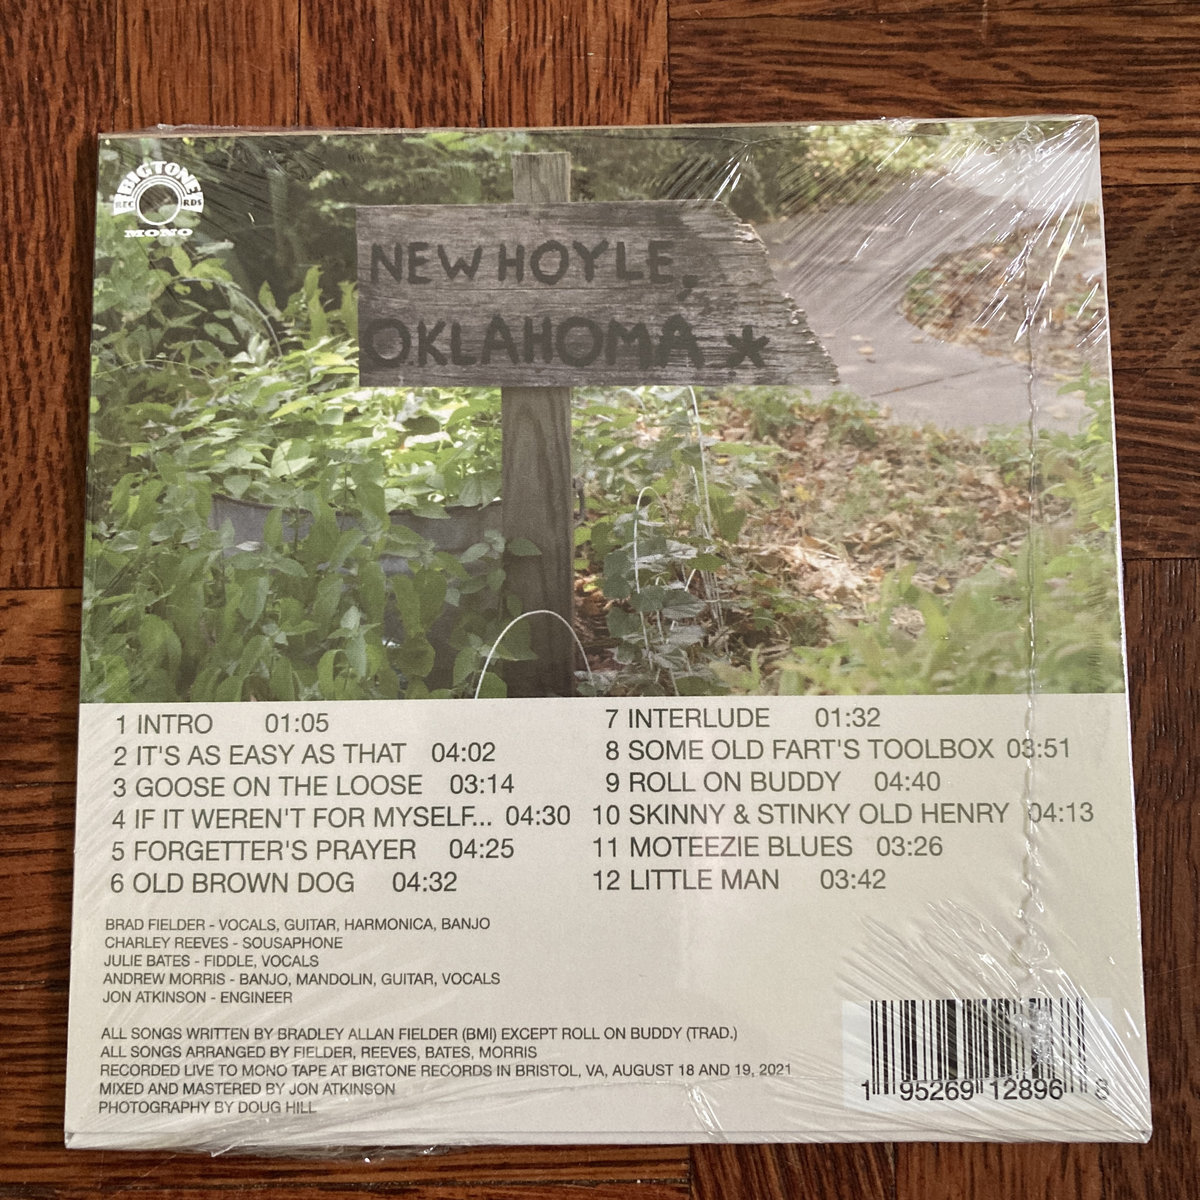 BIGTONE
RECORDS
MONO
NEW HOYLE,
OKLAHOMA *
1 INTRO 01:05
2 IT'S AS EASY AS THAT 04:02
3 GOOSE ON THE LOOSE 03:14
4 IF IT WEREN'T FOR MYSELF... 04:30
5 FORGETTER'S PRAYER 04:25
6 OLD BROWN DOG 04:32
7 INTERLUDE 01:32
8 SOME OLD FART'S TOOLBOX 03:51
9 ROLL ON BUDDY 04:40
10 SKINNY & STINKY OLD HENRY 04:13
11 MOTEEZIE BLUES 03:26
12 LITTLE MAN 03:42
BRAD FIELDER - VOCALS, GUITAR, HARMONICA, BANJO
CHARLEY REEVES - SOUSAPHONE
JULIE BATES - FIDDLE, VOCALS
ANDREW MORRIS - BANJO, MANDOLIN, GUITAR, VOCALS
JON ATKINSON - ENGINEER
ALL SONGS WRITTEN BY BRADLEY ALLAN FIELDER (BMI) EXCEPT ROLL ON BUDDY (TRAD.)
ALL SONGS ARRANGED BY FIELDER, REEVES, BATES, MORRIS
RECORDED LIVE TO MONO TAPE AT BIGTONE RECORDS IN BRISTOL, VA, AUGUST 18 AND 19, 2021
MIXED AND MASTERED BY JON ATKINSON
PHOTOGRAPHY BY DOUG HILL
1 95269 12896 8